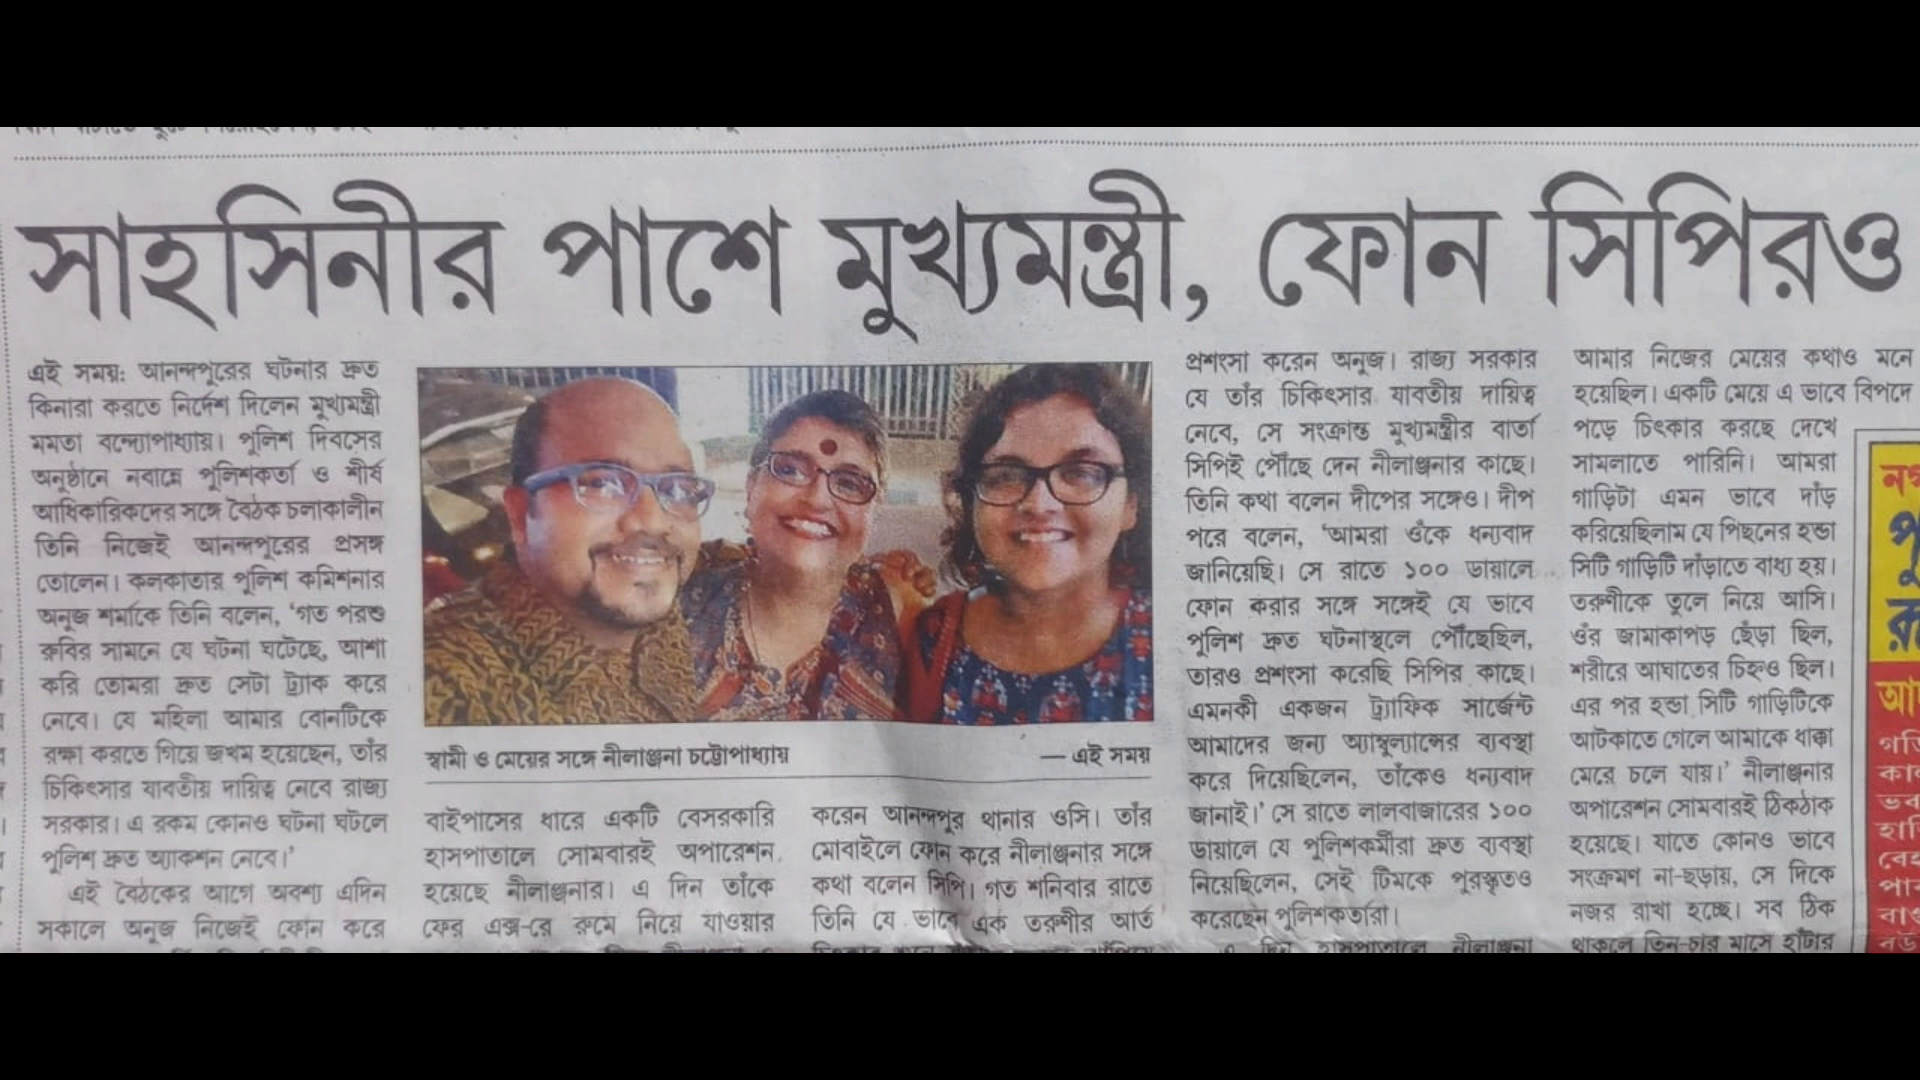 সাহসিনীর পাশে মুখ্যমন্ত্রী, ফোন সিপিরও
এই সময়: আনন্দপুরের ঘটনার দ্রুত
কিনারা করতে নির্দেশ দিলেন মুখ্যমন্ত্রী
মমতা বন্দ্যোপাধ্যায়। পুলিশ দিবসের
অনুষ্ঠানে নবান্নে পুলিশকর্তা ও শীর্ষ
আধিকারিকদের সঙ্গে বৈঠক চলাকালীন
তিনি নিজেই আনন্দপুরের প্রসঙ্গ
তোলেন। কলকাতার পুলিশ কমিশনার
অনুজ শর্মাকে তিনি বলেন, ‘গত পরশু
রুবির সামনে যে ঘটনা ঘটেছে, আশা
করি তোমরা দ্রুত সেটা ট্র্যাক করে
নেবে। যে মহিলা আমার বোনটিকে
রক্ষা করতে গিয়ে জখম হয়েছেন, তাঁর
চিকিৎসার যাবতীয় দায়িত্ব নেবে রাজ্য
সরকার। এ রকম কোনও ঘটনা ঘটলে
পুলিশ দ্রুত অ্যাকশন নেবে।’
এই বৈঠকের আগে অবশ্য এদিন
সকালে অনুজ নিজেই ফোন করে
স্বামী ও মেয়ের সঙ্গে নীলাঞ্জনা চট্টোপাধ্যায়
— এই সময়
বাইপাসের ধারে একটি বেসরকারি
হাসপাতালে সোমবারই অপারেশন
হয়েছে নীলাঞ্জনার। এ দিন তাঁকে
ফের এক্স-রে রুমে নিয়ে যাওয়ার
করেন আনন্দপুর থানার ওসি। তাঁর
মোবাইলে ফোন করে নীলাঞ্জনার সঙ্গে
কথা বলেন সিপি। গত শনিবার রাতে
তিনি যে ভাবে এক তরুণীর আর্ত
প্রশংসা করেন অনুজ। রাজ্য সরকার
যে তাঁর চিকিৎসার যাবতীয় দায়িত্ব
নেবে, সে সংক্রান্ত মুখ্যমন্ত্রীর বার্তা
সিপিই পৌঁছে দেন নীলাঞ্জনার কাছে।
তিনি কথা বলেন দীপের সঙ্গেও। দীপ
পরে বলেন, ‘আমরা ওঁকে ধন্যবাদ
জানিয়েছি। সে রাতে ১০০ ডায়ালে
ফোন করার সঙ্গে সঙ্গেই যে ভাবে
পুলিশ দ্রুত ঘটনাস্থলে পৌঁছেছিল,
তারও প্রশংসা করেছি সিপির কাছে।
এমনকী একজন ট্র্যাফিক সার্জেন্ট
আমাদের জন্য অ্যাম্বুল্যান্সের ব্যবস্থা
করে দিয়েছিলেন, তাঁকেও ধন্যবাদ
জানাই।’ সে রাতে লালবাজারের ১০০
ডায়ালে যে পুলিশকর্মীরা দ্রুত ব্যবস্থা
নিয়েছিলেন, সেই টিমকে পুরস্কৃতও
করেছেন পুলিশকর্তারা।
এ দিন হাসপাতালে নীলাঞ্জনা
আমার নিজের মেয়ের কথাও মনে
হয়েছিল। একটি মেয়ে এ ভাবে বিপদে
পড়ে চিৎকার করছে দেখে
সামলাতে পারিনি। আমরা
গাড়িটা এমন ভাবে দাঁড়
করিয়েছিলাম যে পিছনের হন্ডা
সিটি গাড়িটি দাঁড়াতে বাধ্য হয়।
তরুণীকে তুলে নিয়ে আসি।
ওঁর জামাকাপড় ছেঁড়া ছিল,
শরীরে আঘাতের চিহ্নও ছিল।
এর পর হন্ডা সিটি গাড়িটিকে
আটকাতে গেলে আমাকে ধাক্কা
মেরে চলে যায়।’ নীলাঞ্জনার
অপারেশন সোমবারই ঠিকঠাক
হয়েছে। যাতে কোনও ভাবে
সংক্রমণ না-ছড়ায়, সে দিকে
নজর রাখা হচ্ছে। সব ঠিক
থাকলে তিন-চার মাসে হাঁটার